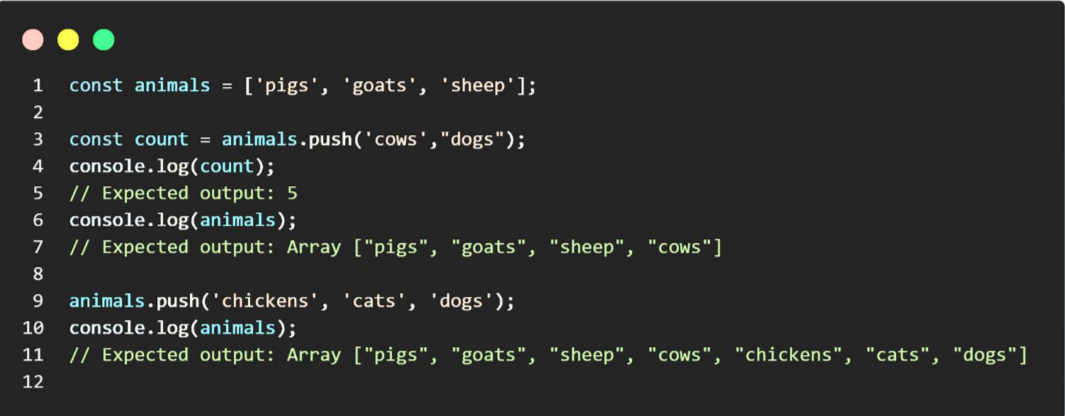 1 const animals = ['pigs', 'goats', 'sheep'];
2
3 const count = animals.push('cows',"dogs");
4 console.log(count);
5 // Expected output: 5
6 console.log(animals);
7 // Expected output: Array ["pigs", "goats", "sheep", "cows"]
8
9 animals.push('chickens', 'cats', 'dogs');
10 console.log(animals);
11 // Expected output: Array ["pigs", "goats", "sheep", "cows", "chickens", "cats", "dogs"]
12